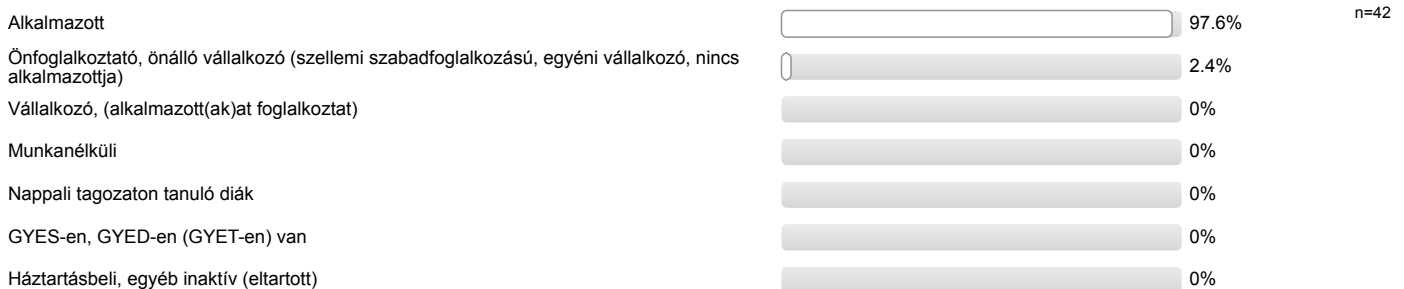 Alkalmazott 97.6% n=42
Önfoglalkoztató, önálló vállalkozó (szellemi szabadfoglalkozású, egyéni vállalkozó, nincs
alkalmazottja) 2.4%
Vállalkozó, (alkalmazott(ak)at foglalkoztat) 0%
Munkanélküli 0%
Nappali tagozaton tanuló diák 0%
GYES-en, GYED-en (GYET-en) van 0%
Háztartásbeli, egyéb inaktív (eltartott) 0%